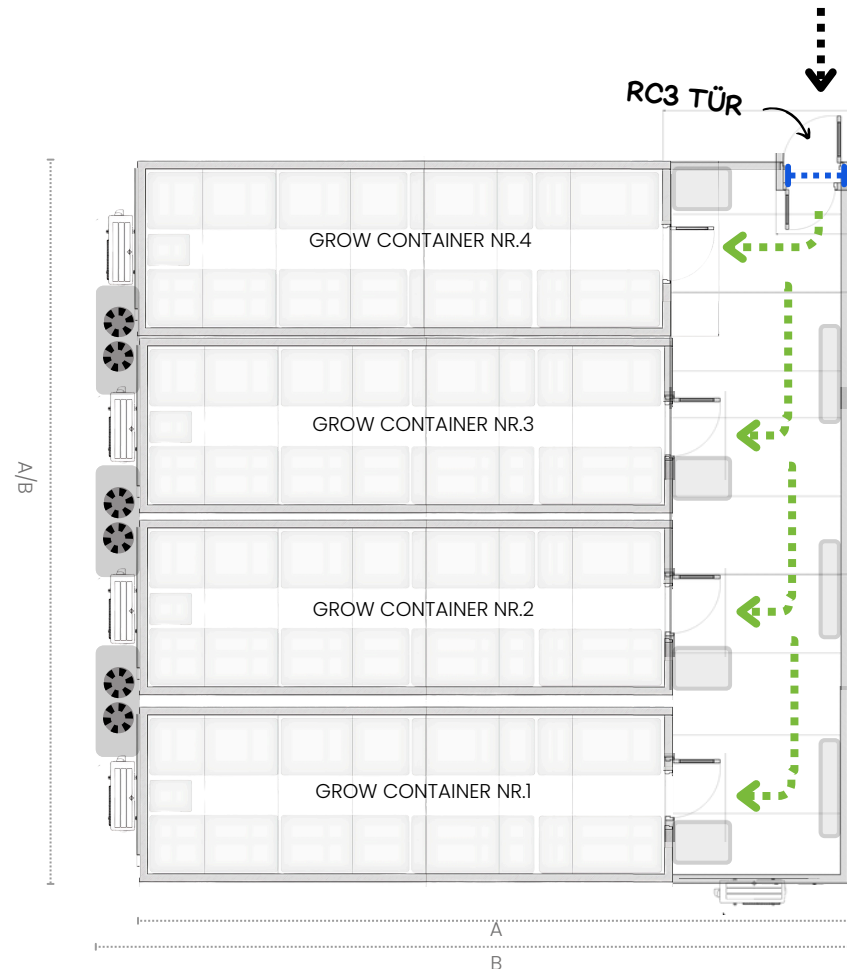 RC3 TÜR
GROW CONTAINER NR.4
GROW CONTAINER NR.3
A/B
GROW CONTAINER NR.2
GROW CONTAINER NR.1
A
B